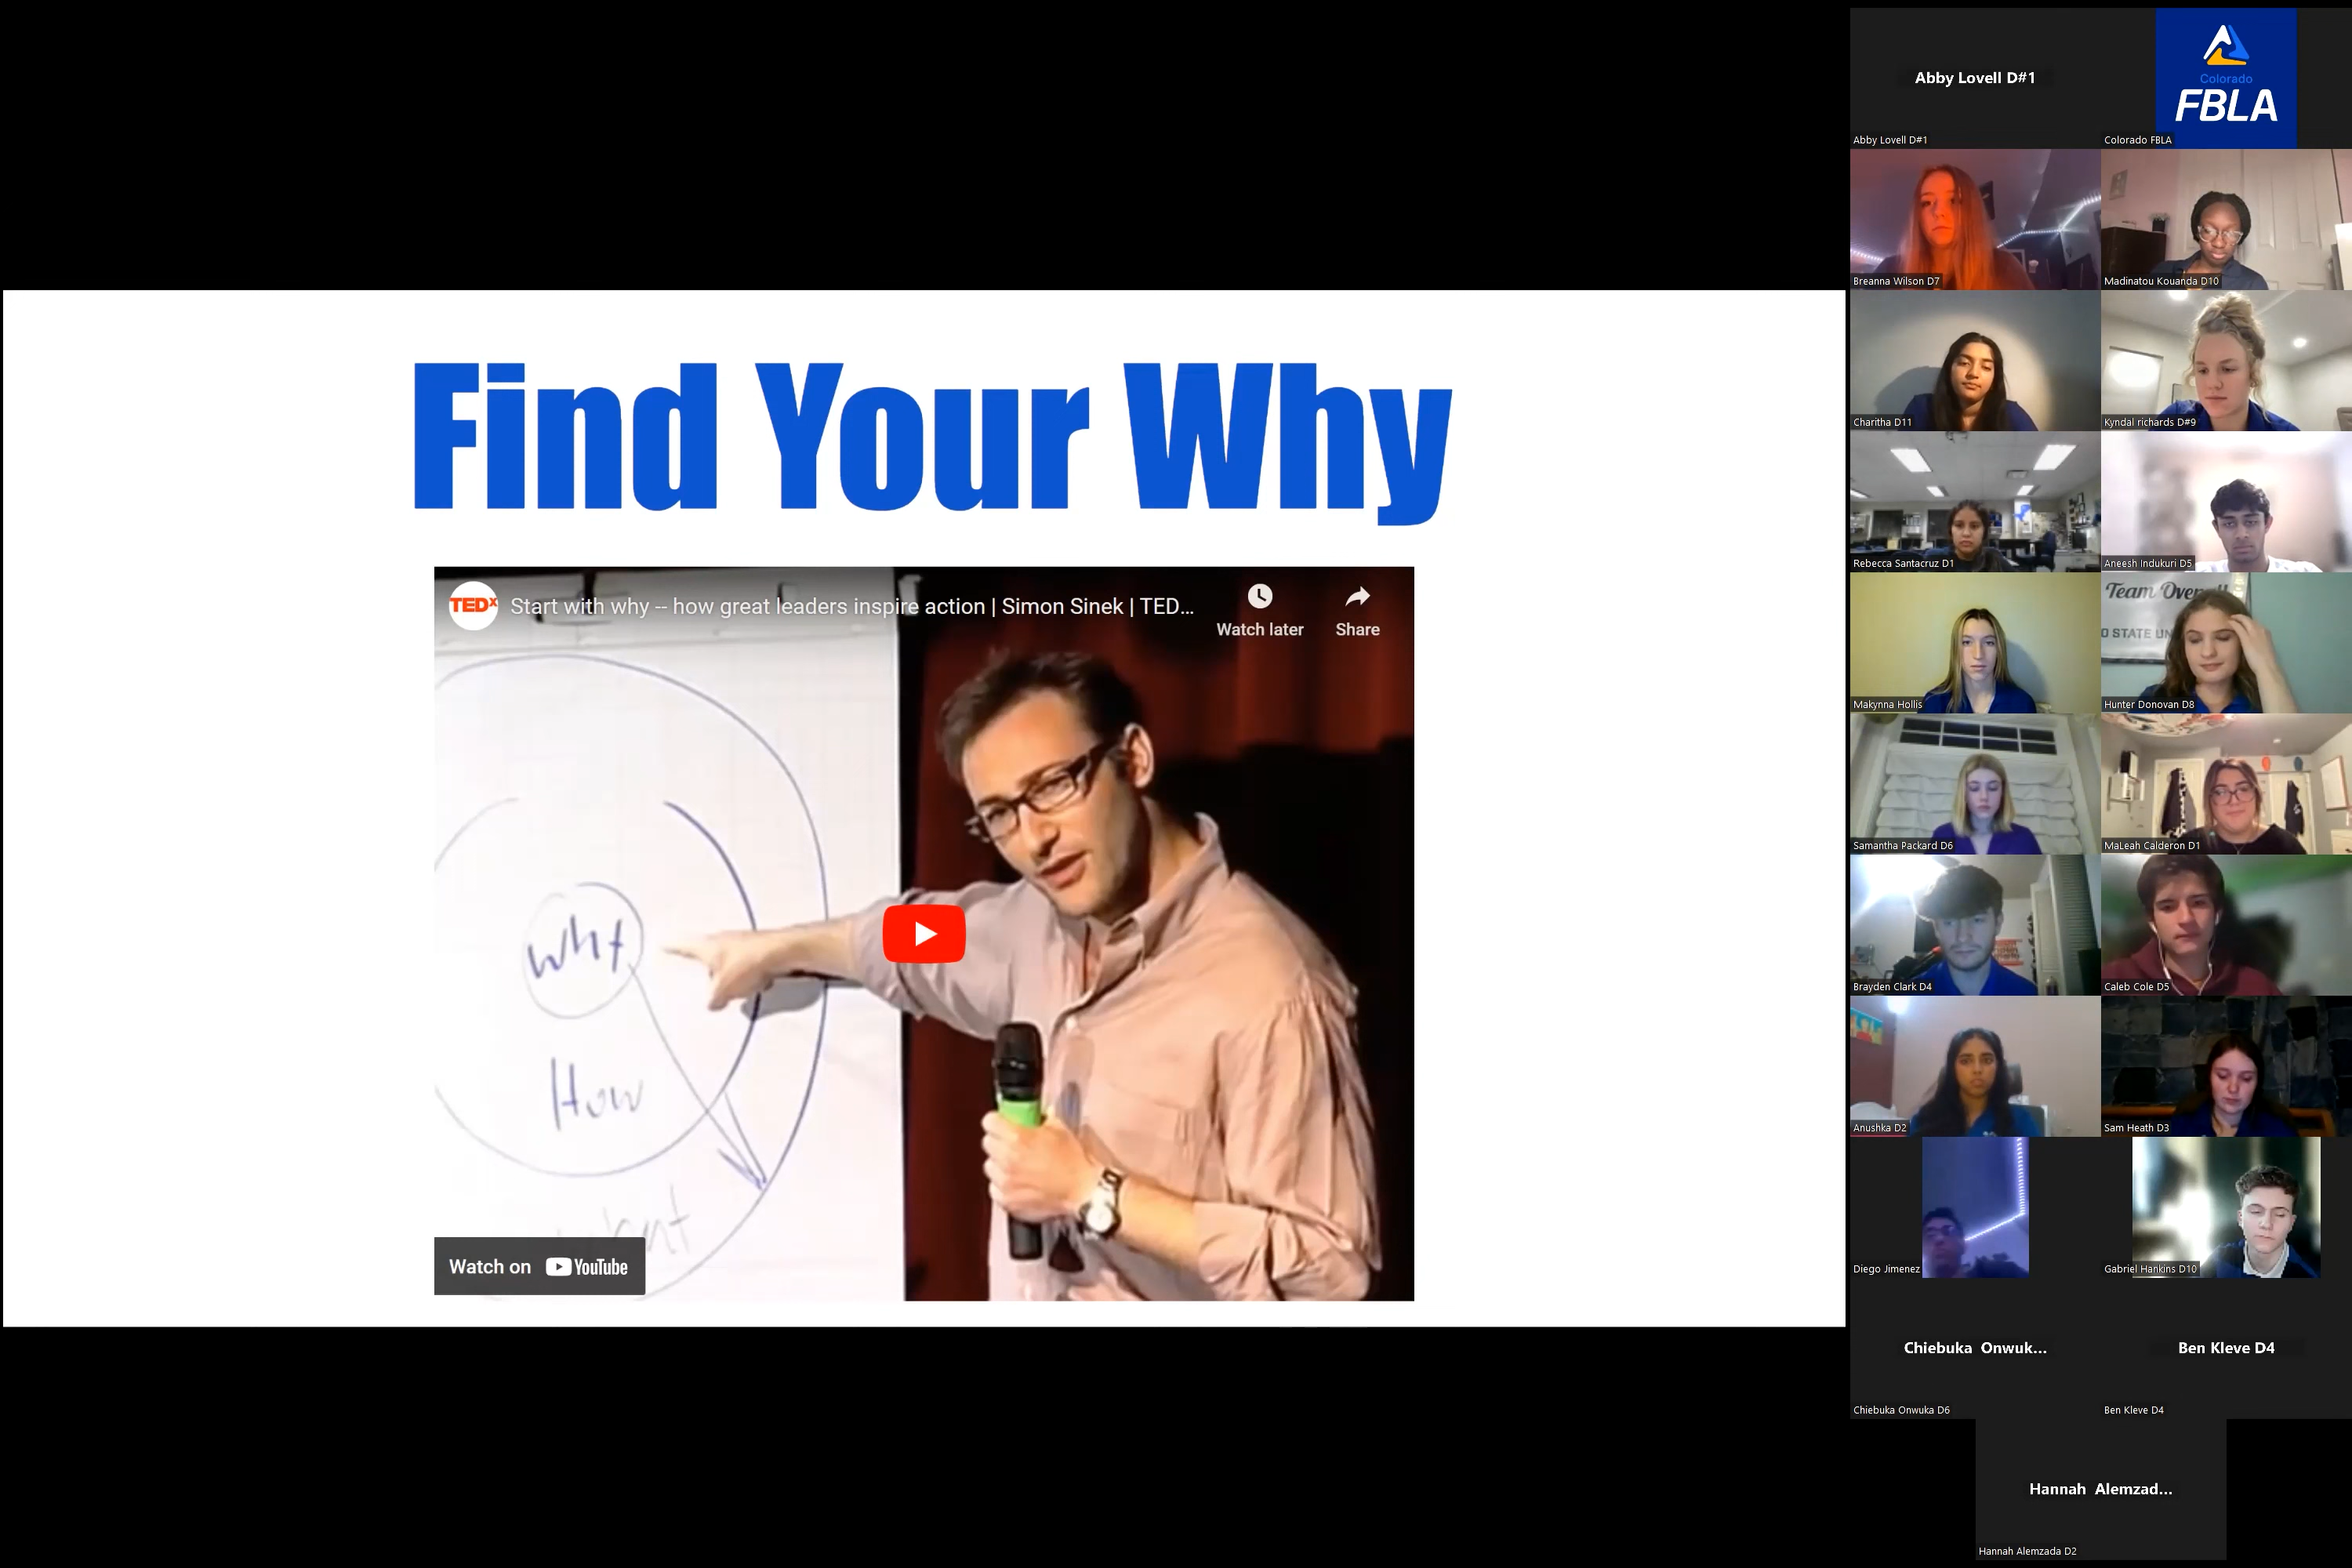 Find Your Why
TEDx
Start with why -- how great leaders inspire action | Simon Sinek | TED...
Watch later
Share
Why
How
Watch on YouTube
Abby Lovell D#1
Abby Lovell D#1
Colorado
FBLA
Colorado FBLA
Breanna Wilson D7
Madinatou Kouanda D10
Charitha D11
Kyndal richards D#9
Rebecca Santacruz D1
Aneesh Indukuri D5
Makynna Hollis
Team Over
O STATE UN
Hunter Donovan D8
Samantha Packard D6
MaLeah Calderon D1
Brayden Clark D4
Caleb Cole D5
Anushka D2
Sam Heath D3
Diego Jimenez
Gabriel Hankins D10
Chiebuka Onwuk...
Chiebuka Onwuka D6
Ben Kleve D4
Ben Kleve D4
Hannah Alemzad...
Hannah Alemzada D2